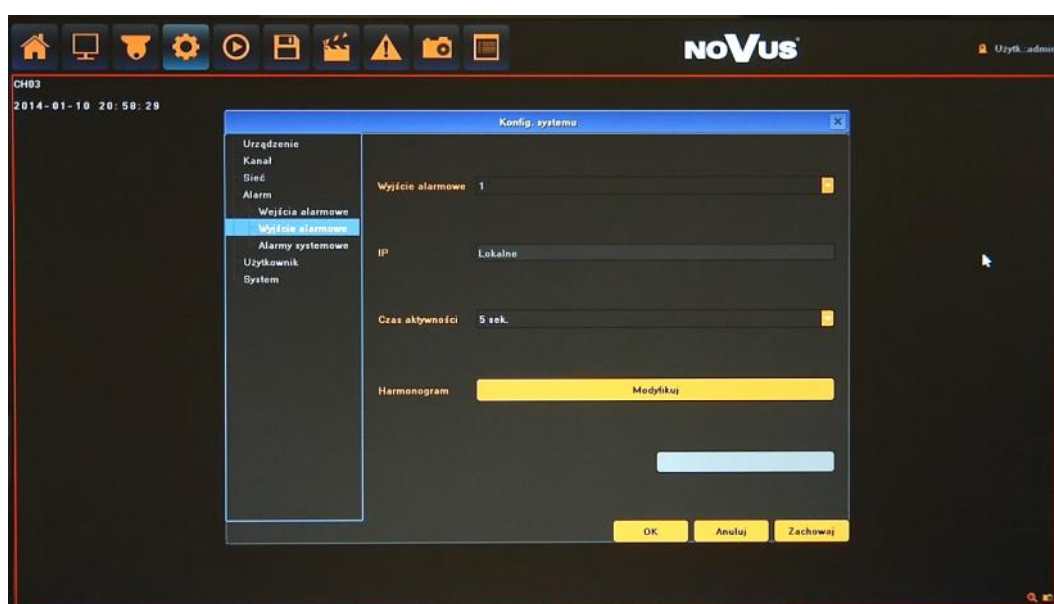 NOVUS
Użytk.:admin
CH03
2014-01-10 20:58:29
Konfig. systemu
Urządzenie
Kanał
Sieć
Alarm
Wejścia alarmowe
Wyjście alarmowe
Alarmy systemowe
Użytkownik
System
Wyjście alarmowe 1
IP Lokalne
Czas aktywności 5 sek.
Harmonogram Modyfikuj
OK Anuluj Zachowaj